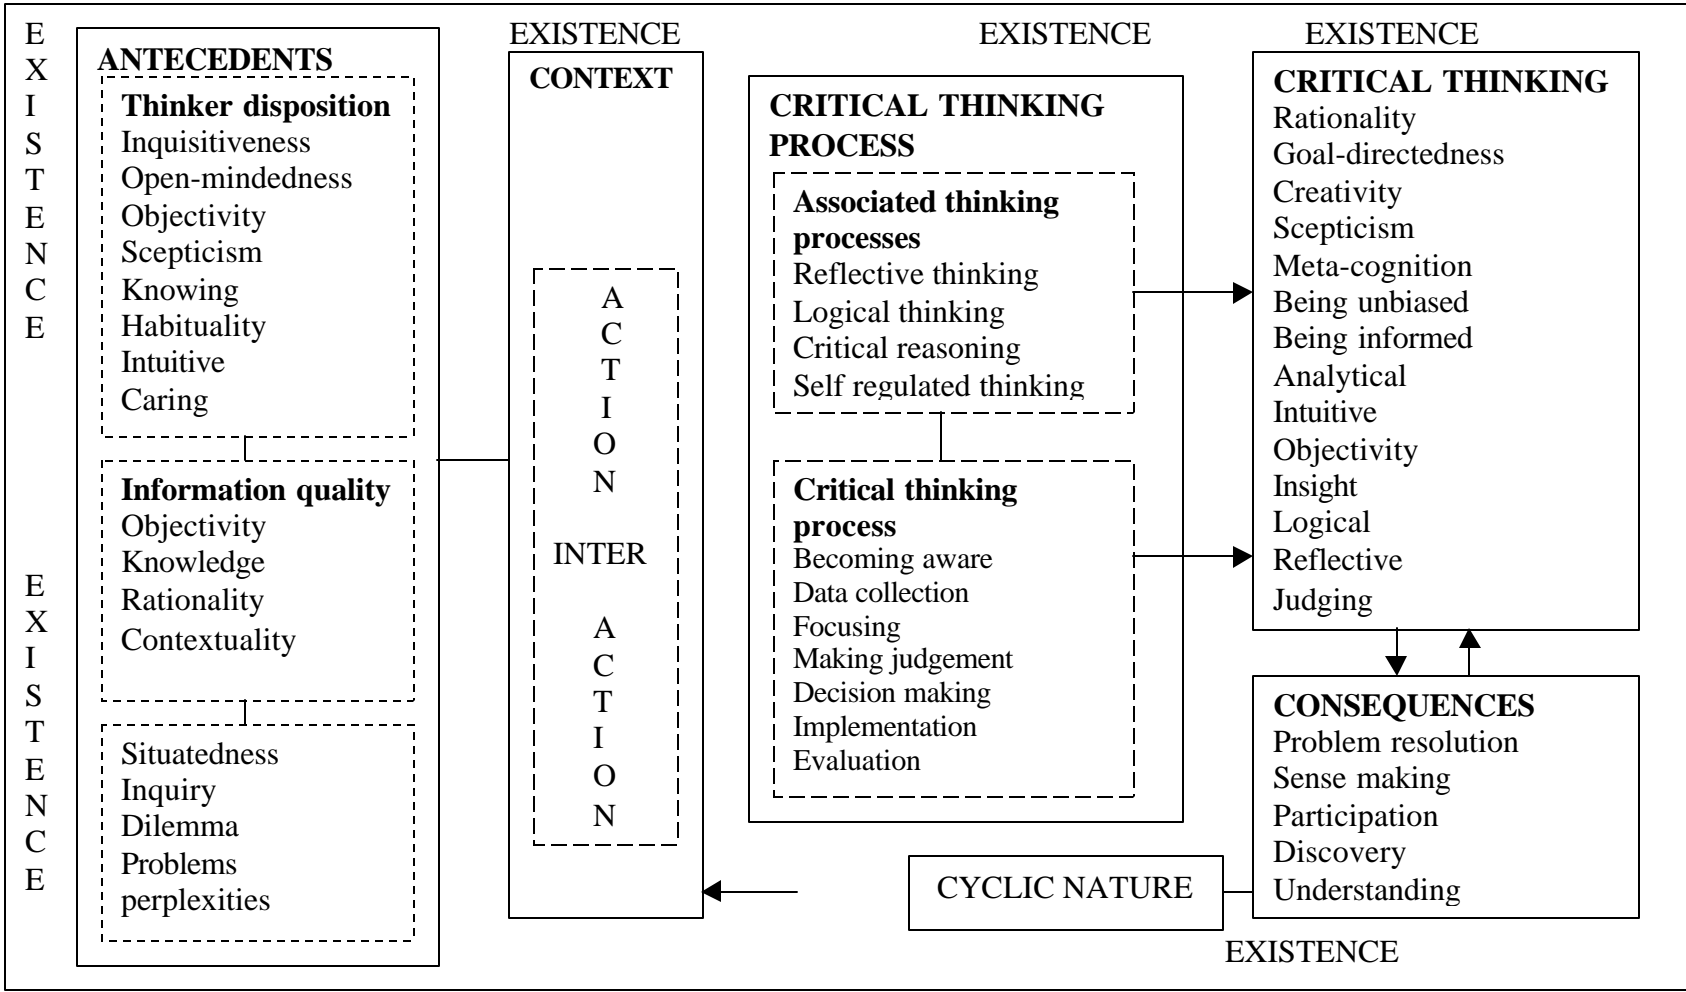 EXISTENCE
EXISTENCE
ANTECEDENTS
Thinker disposition
Inquisitiveness
Open-mindedness
Objectivity
Scepticism
Knowing
Habituality
Intuitive
Caring
Information quality
Objectivity
Knowledge
Rationality
Contextuality
Situatedness
Inquiry
Dilemma
Problems
perplexities
EXISTENCE
CONTEXT
ACTION
INTER
ACTION
EXISTENCE
CRITICAL THINKING
PROCESS
Associated thinking
processes
Reflective thinking
Logical thinking
Critical reasoning
Self regulated thinking
Critical thinking
process
Becoming aware
Data collection
Focusing
Making judgement
Decision making
Implementation
Evaluation
EXISTENCE
CRITICAL THINKING
Rationality
Goal-directedness
Creativity
Scepticism
Meta-cognition
Being unbiased
Being informed
Analytical
Intuitive
Objectivity
Insight
Logical
Reflective
Judging
CONSEQUENCES
Problem resolution
Sense making
Participation
Discovery
Understanding
CYCLIC NATURE
EXISTENCE